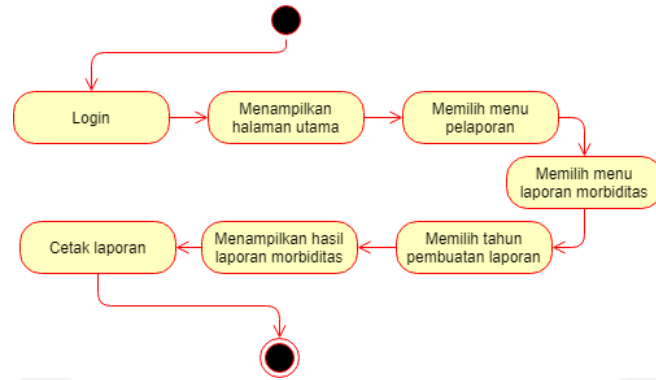 Login
Menampilkan
halaman utama
Memilih menu
pelaporan
Memilih menu
laporan morbiditas
Memilih tahun
pembuatan laporan
Menampilkan hasil
laporan morbiditas
Cetak laporan